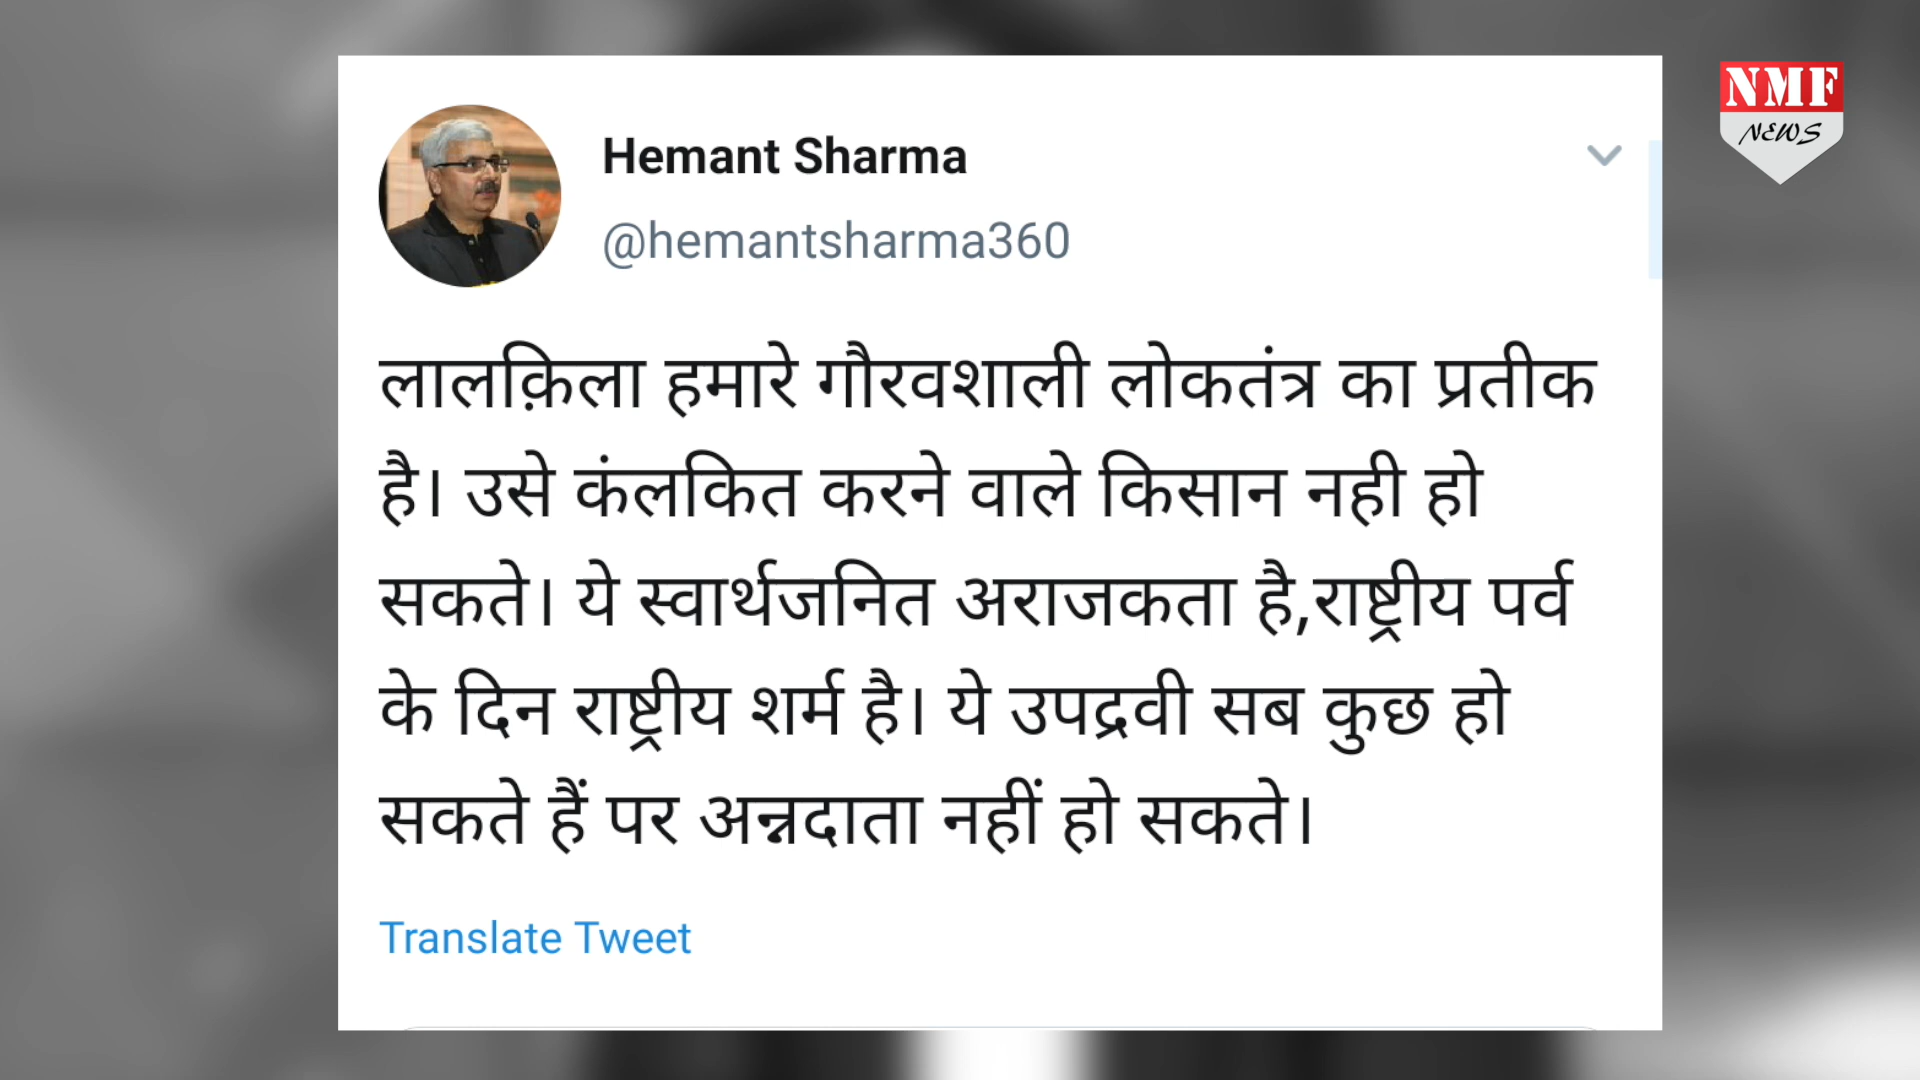 Hemant Sharma
@hemantsharma360
लालक़िला हमारे गौरवशाली लोकतंत्र का प्रतीक
है। उसे कंलकित करने वाले किसान नही हो
सकते। ये स्वार्थजनित अराजकता है,राष्ट्रीय पर्व
के दिन राष्ट्रीय शर्म है। ये उपद्रवी सब कुछ हो
सकते हैं पर अन्नदाता नहीं हो सकते।
Translate Tweet
NMF
NEWS